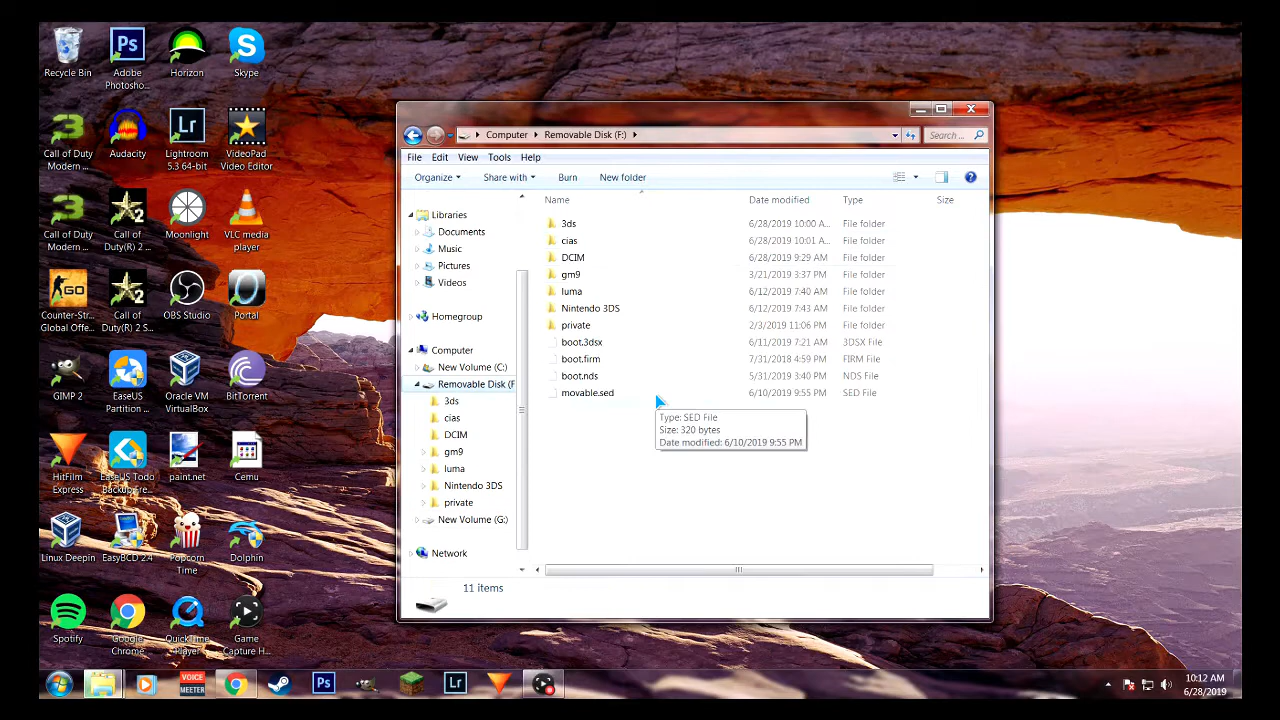 Recycle Bin
Ps
Adobe
Photosho...
Horizon
Skype
Call of Duty
Modern ...
Audacity
Lr
Lightroom
5.3 64-bit
VideoPad
Video Editor
Call of Duty
Modern ...
Call of
Duty(R) 2 ...
Moonlight
VLC media
player
GO
Counter-Str...
Global Offe...
Call of
Duty(R) 2 S...
OBS Studio
Portal
GIMP 2
EaseUS
Partition ...
Oracle VM
VirtualBox
BitTorrent
HitFilm
Express
EaseUS Todo
Backup Fre...
paint.net
Cemu
Linux Deepin
EasyBCD 2.4
Popcorn
Time
Dolphin
Spotify
Google
Chrome
QuickTime
Player
Game
Capture H...
Computer
Removable Disk (F:)
Search ...
File Edit View Tools Help
Organize Share with Burn New folder
Libraries
Documents
Music
Pictures
Videos
Homegroup
Computer
New Volume (C:)
Removable Disk (F
3ds
cias
DCIM
gm9
luma
Nintendo 3DS
private
New Volume (G:)
Network
Name Date modified Type Size
3ds 6/28/2019 10:00 A... File folder
cias 6/28/2019 10:01 A... File folder
DCIM 6/28/2019 9:29 AM File folder
gm9 3/21/2019 3:37 PM File folder
luma 6/12/2019 7:40 AM File folder
Nintendo 3DS 6/12/2019 7:43 AM File folder
private 2/3/2019 11:06 PM File folder
boot.3dsx 6/11/2019 7:21 AM 3DSX File
boot.firm 7/31/2018 4:59 PM FIRM File
boot.nds 5/31/2019 3:40 PM NDS File
movable.sed 6/10/2019 9:55 PM SED File
Type: SED File
Size: 320 bytes
Date modified: 6/10/2019 9:55 PM
11 items
VOICE
MEETER
Ps
Lr
10:12 AM
6/28/2019